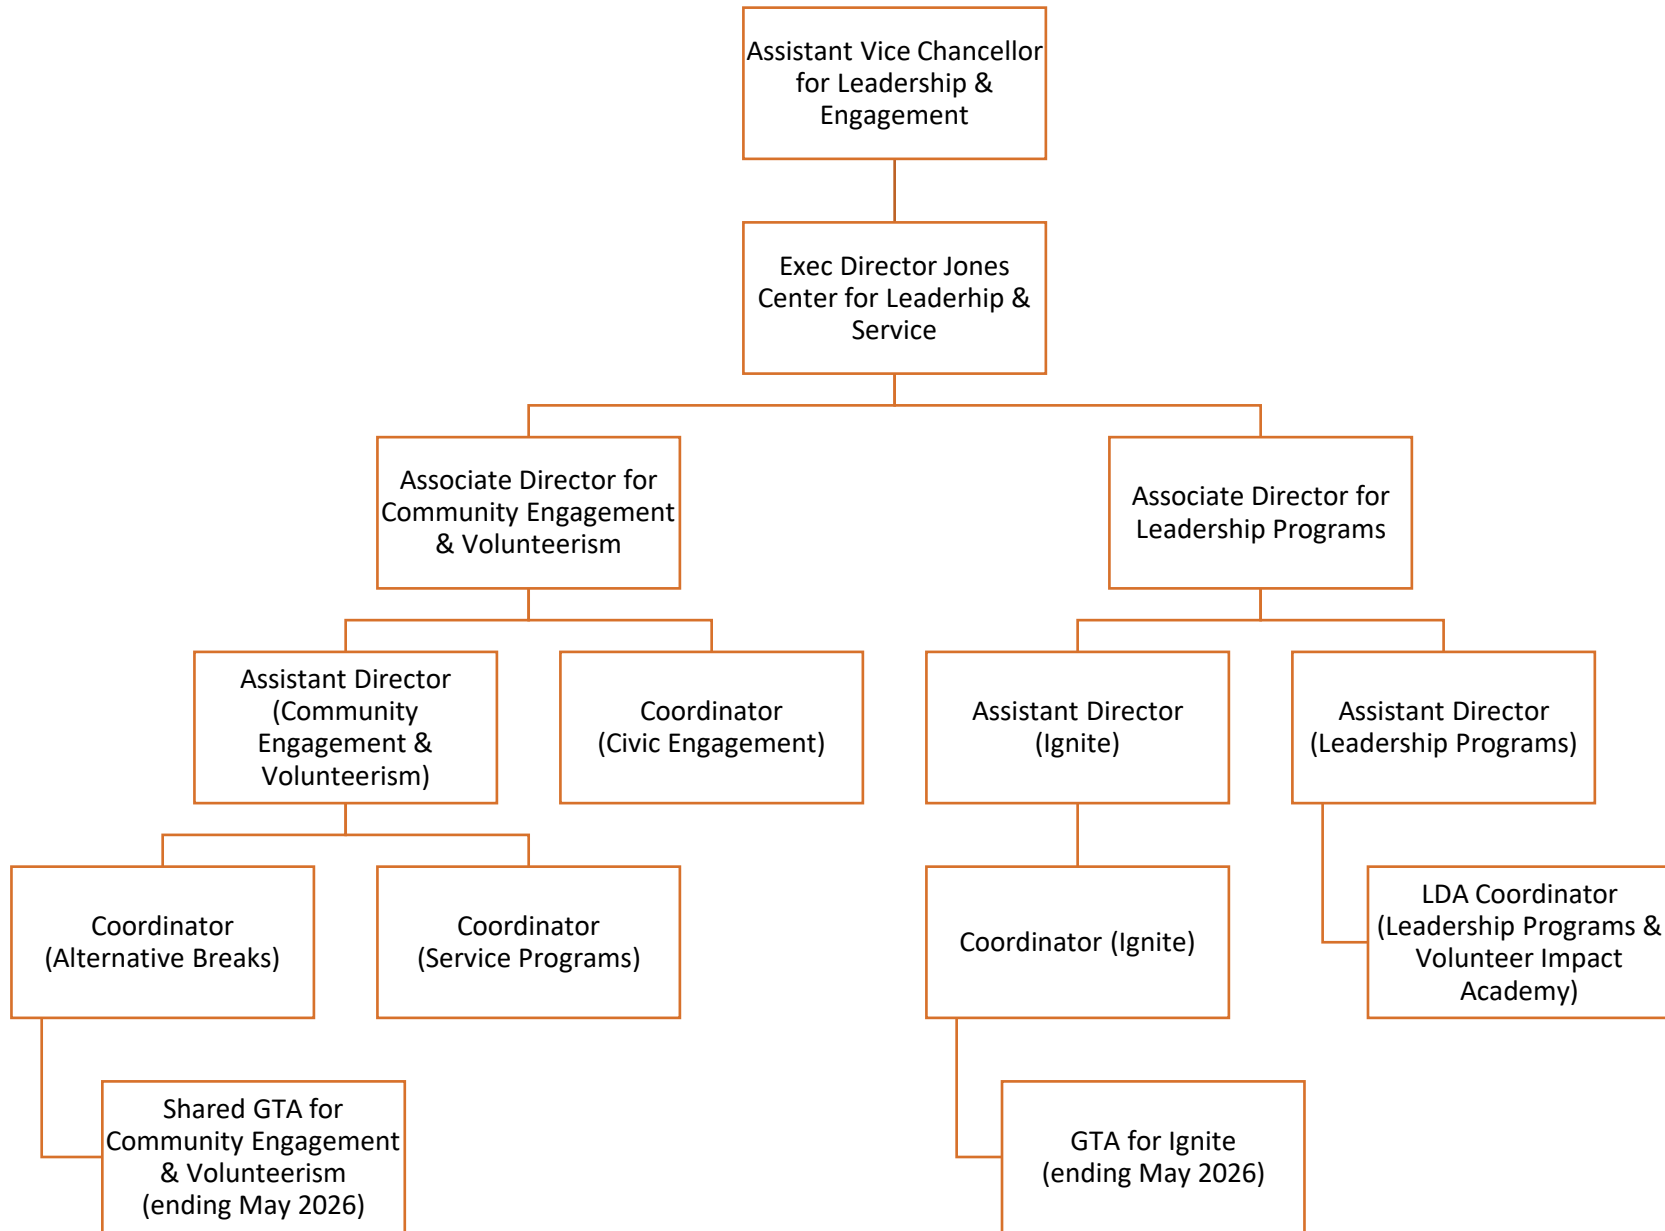 Assistant Vice Chancellor
for Leadership &
Engagement
Exec Director Jones
Center for Leaderhip &
Service
Associate Director for
Community Engagement
& Volunteerism
Associate Director for
Leadership Programs
Assistant Director
(Community
Engagement &
Volunteerism)
Coordinator
(Civic Engagement)
Assistant Director
(Ignite)
Assistant Director
(Leadership Programs)
Coordinator
(Alternative Breaks)
Coordinator
(Service Programs)
Coordinator (Ignite)
LDA Coordinator
(Leadership Programs &
Volunteer Impact
Academy)
Shared GTA for
Community Engagement
& Volunteerism
(ending May 2026)
GTA for Ignite
(ending May 2026)